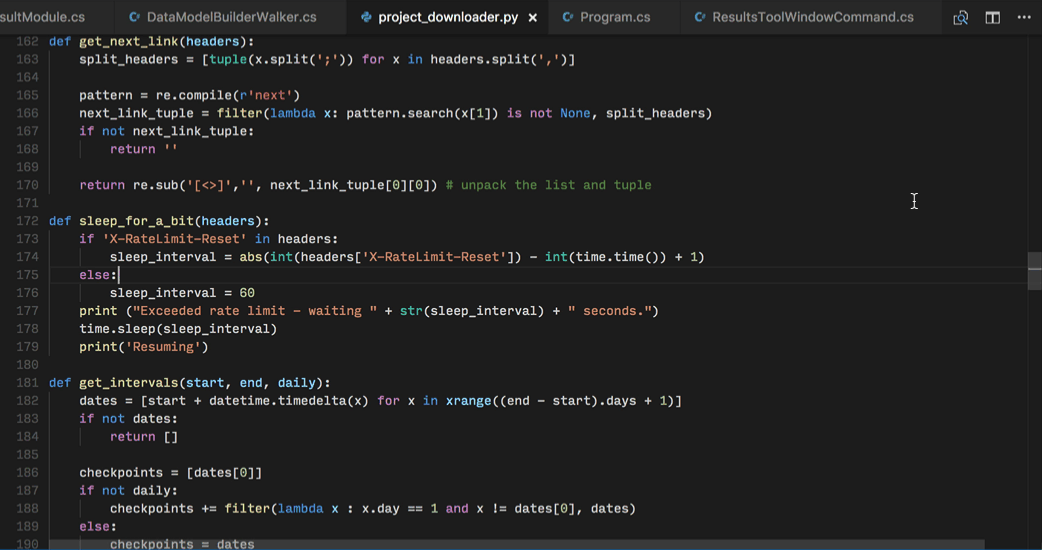 sultModule.cs DataModelBuilderWalker.cs project_downloader.py × Program.cs ResultsToolWindowCommand.cs ···
162 def get_next_link(headers):
163     split_headers = [tuple(x.split(';')) for x in headers.split(',')]
164
165     pattern = re.compile(r'next')
166     next_link_tuple = filter(lambda x: pattern.search(x[1]) is not None, split_headers)
167     if not next_link_tuple:
168         return ''
169
170     return re.sub('[<>]','', next_link_tuple[0][0]) # unpack the list and tuple
171
172 def sleep_for_a_bit(headers):
173     if 'X-RateLimit-Reset' in headers:
174         sleep_interval = abs(int(headers['X-RateLimit-Reset']) - int(time.time()) + 1)
175     else:
176         sleep_interval = 60
177     print ("Exceeded rate limit - waiting " + str(sleep_interval) + " seconds.")
178     time.sleep(sleep_interval)
179     print('Resuming')
180
181 def get_intervals(start, end, daily):
182     dates = [start + datetime.timedelta(x) for x in xrange((end - start).days + 1)]
183     if not dates:
184         return []
185
186     checkpoints = [dates[0]]
187     if not daily:
188         checkpoints += filter(lambda x : x.day == 1 and x != dates[0], dates)
189     else:
190         checkpoints = dates